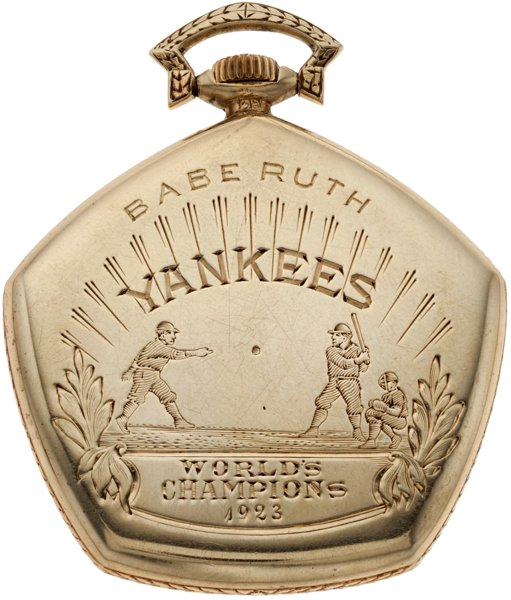 BABE RUTH
YANKEES
WORLD'S
CHAMPIONS
1923